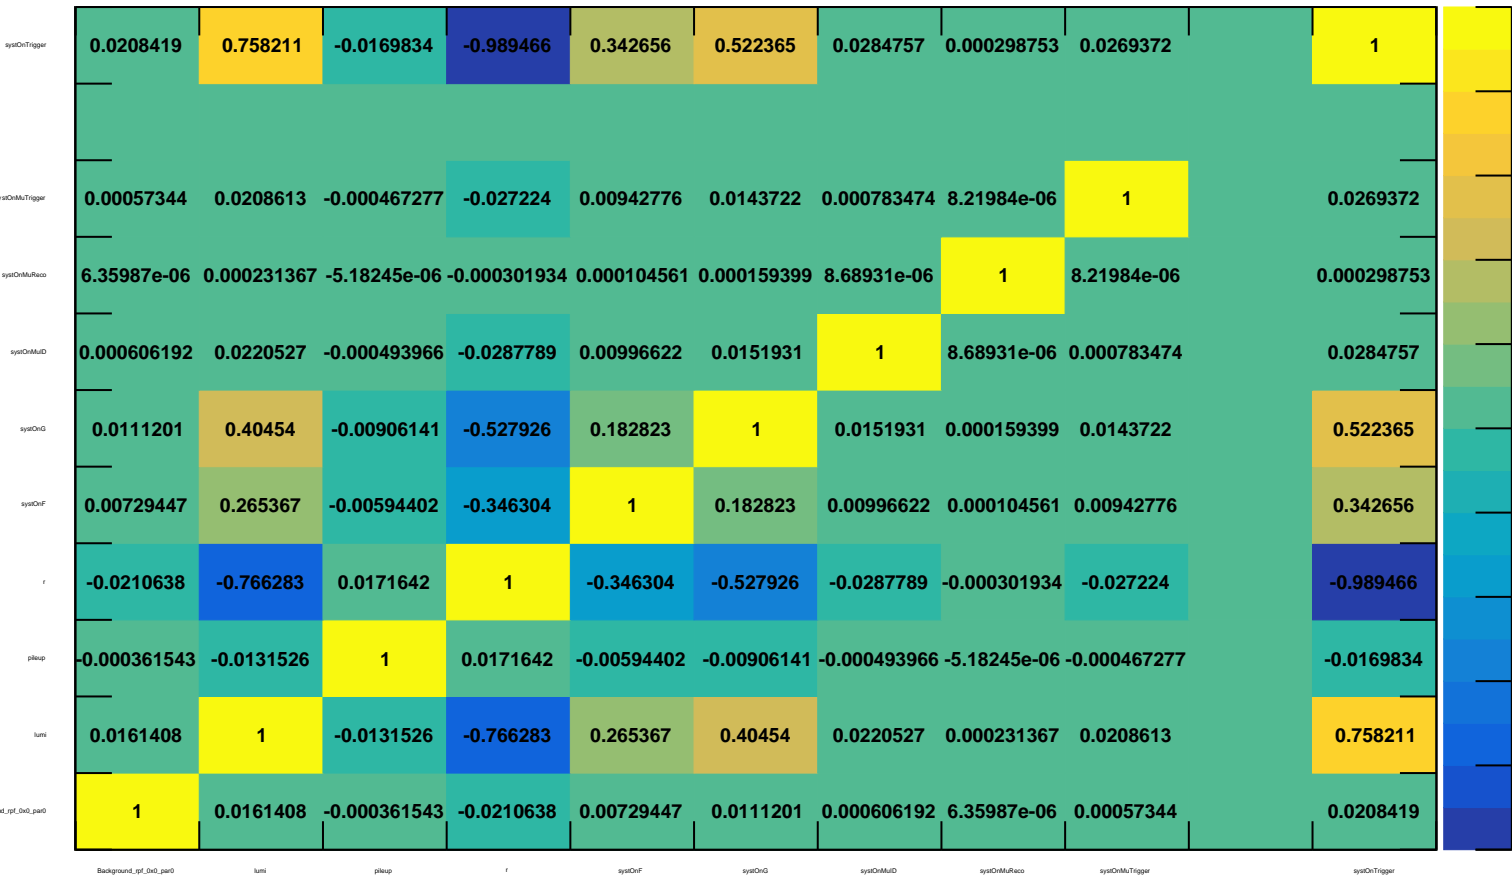 systOnTrigger 0.0208419 0.758211 -0.0169834 -0.989466 0.342656 0.522365 0.0284757 0.000298753 0.0269372 1
ystOnMuTrigger 0.00057344 0.0208613 -0.000467277 -0.027224 0.00942776 0.0143722 0.000783474 8.21984e-06 1 0.0269372
systOnMuReco 6.35987e-06 0.000231367 -5.18245e-06 -0.000301934 0.000104561 0.000159399 8.68931e-06 1 8.21984e-06 0.000298753
systOnMuID 0.000606192 0.0220527 -0.000493966 -0.0287789 0.00996622 0.0151931 1 8.68931e-06 0.000783474 0.0284757
systOnG 0.0111201 0.40454 -0.00906141 -0.527926 0.182823 1 0.0151931 0.000159399 0.0143722 0.522365
systOnF 0.00729447 0.265367 -0.00594402 -0.346304 1 0.182823 0.00996622 0.000104561 0.00942776 0.342656
r -0.0210638 -0.766283 0.0171642 1 -0.346304 -0.527926 -0.0287789 -0.000301934 -0.027224 -0.989466
pileup -0.000361543 -0.0131526 1 0.0171642 -0.00594402 -0.00906141 -0.000493966 -5.18245e-06 -0.000467277 -0.0169834
lumi 0.0161408 1 -0.0131526 -0.766283 0.265367 0.40454 0.0220527 0.000231367 0.0208613 0.758211
d_rpf_0x0_par0 1 0.0161408 -0.000361543 -0.0210638 0.00729447 0.0111201 0.000606192 6.35987e-06 0.00057344 0.0208419
Background_rpf_0x0_par0 lumi pileup r systOnF systOnG systOnMuID systOnMuReco systOnMuTrigger systOnTrigger